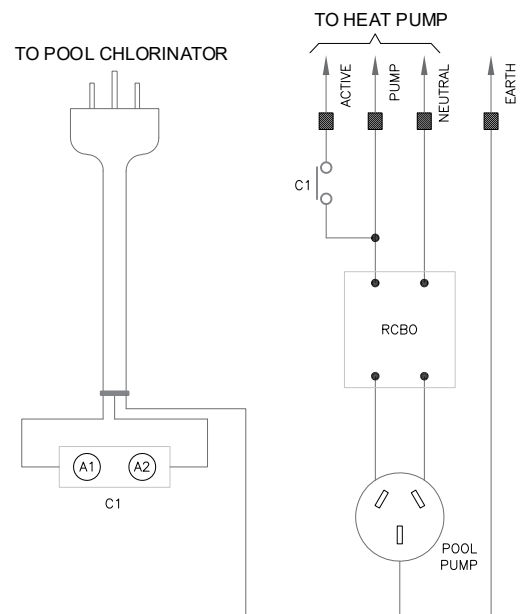 TO POOL CHLORINATOR
TO HEAT PUMP
ACTIVE
PUMP
NEUTRAL
EARTH
C1
RCBO
A1
A2
C1
POOL
PUMP